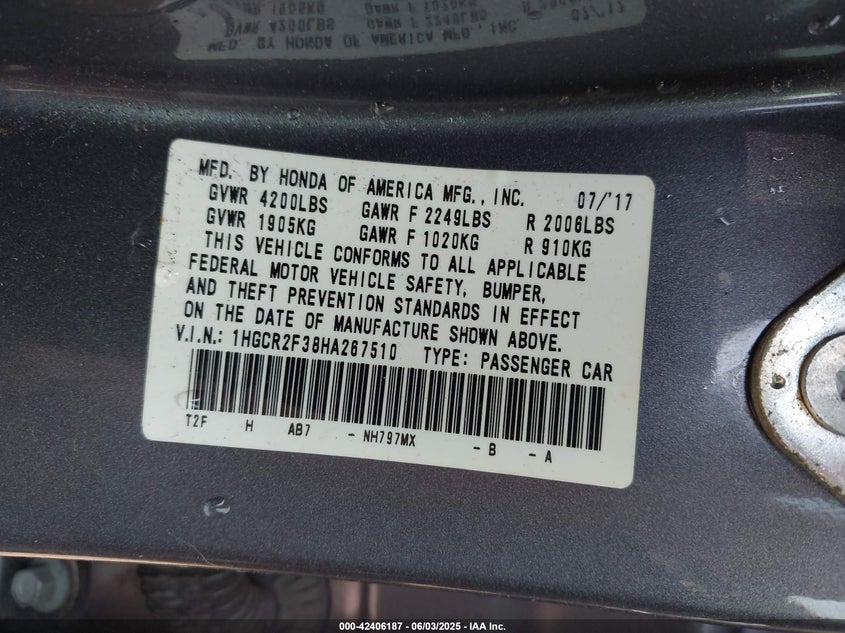 MFD. BY HONDA OF AMERICA MFG., INC. 07/'17
GVWR 4200LBS GAWR F 2249LBS R 2006LBS
GVWR 1905KG GAWR F 1020KG R 910KG
THIS VEHICLE CONFORMS TO ALL APPLICABLE
FEDERAL MOTOR VEHICLE SAFETY, BUMPER,
AND THEFT PREVENTION STANDARDS IN EFFECT
ON THE DATE OF MANUFACTURE SHOWN ABOVE.
V.I.N.: 1HGCR2F38HA267510 TYPE: PASSENGER CAR
T2F H AB7 - NH797MX - B - A
000-42406187 - 06/03/2025 - IAA Inc.